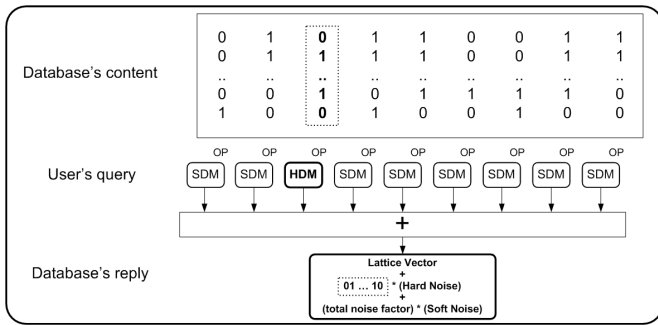 0 1 0 1 1 0 0 1 1
0 1 1 1 1 0 0 1 1
.. .. .. .. .. .. .. .. ..
0 0 1 0 1 1 1 1 0
1 0 0 1 0 0 1 0 0
Database's content
OP OP OP OP OP OP OP OP OP
User's query
SDM SDM HDM SDM SDM SDM SDM SDM SDM
+
Database's reply
Lattice Vector
+
01 ... 10 * (Hard Noise)
+
(total noise factor) * (Soft Noise)